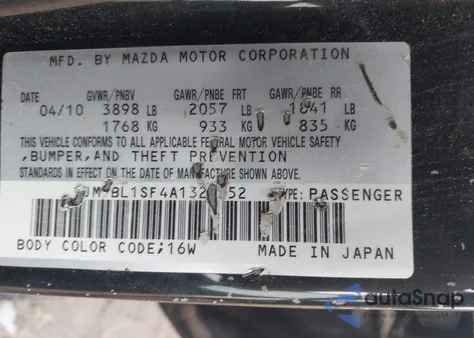 MFD. BY MAZDA MOTOR CORPORATION
DATE GVWR/PNBV GAWR/PNBE FRT GAWR/PNBE RR
04/10 3898 LB 2057 LB 1841 LB
1768 KG 933 KG 835 KG
THIS VEHICLE CONFORMS TO ALL APPLICABLE FEDERAL MOTOR VEHICLE SAFETY
,BUMPER,AND THEFT PREVENTION
STANDARDS IN EFFECT ON THE DATE OF MANUFACTURE SHOWN ABOVE.
TYPE: PASSENGER
BODY COLOR CODE;16W MADE IN JAPAN
autoSnap